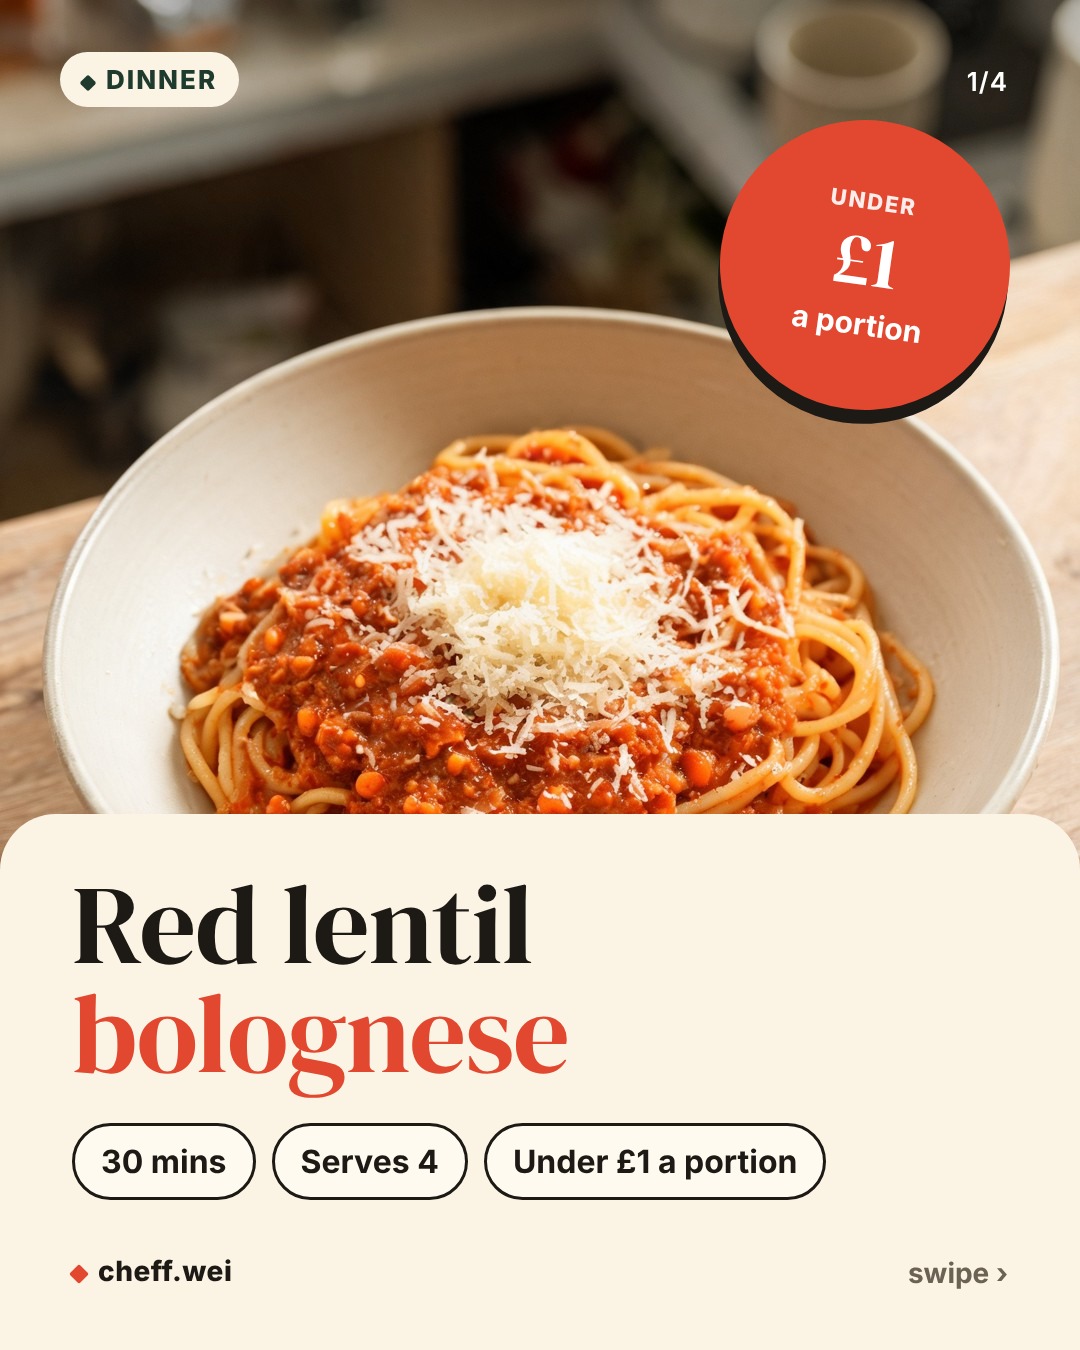 DINNER
1/4
UNDER
£1
a portion
Red lentil
bolognese
30 mins
Serves 4
Under £1 a portion
cheff.wei
swipe ›